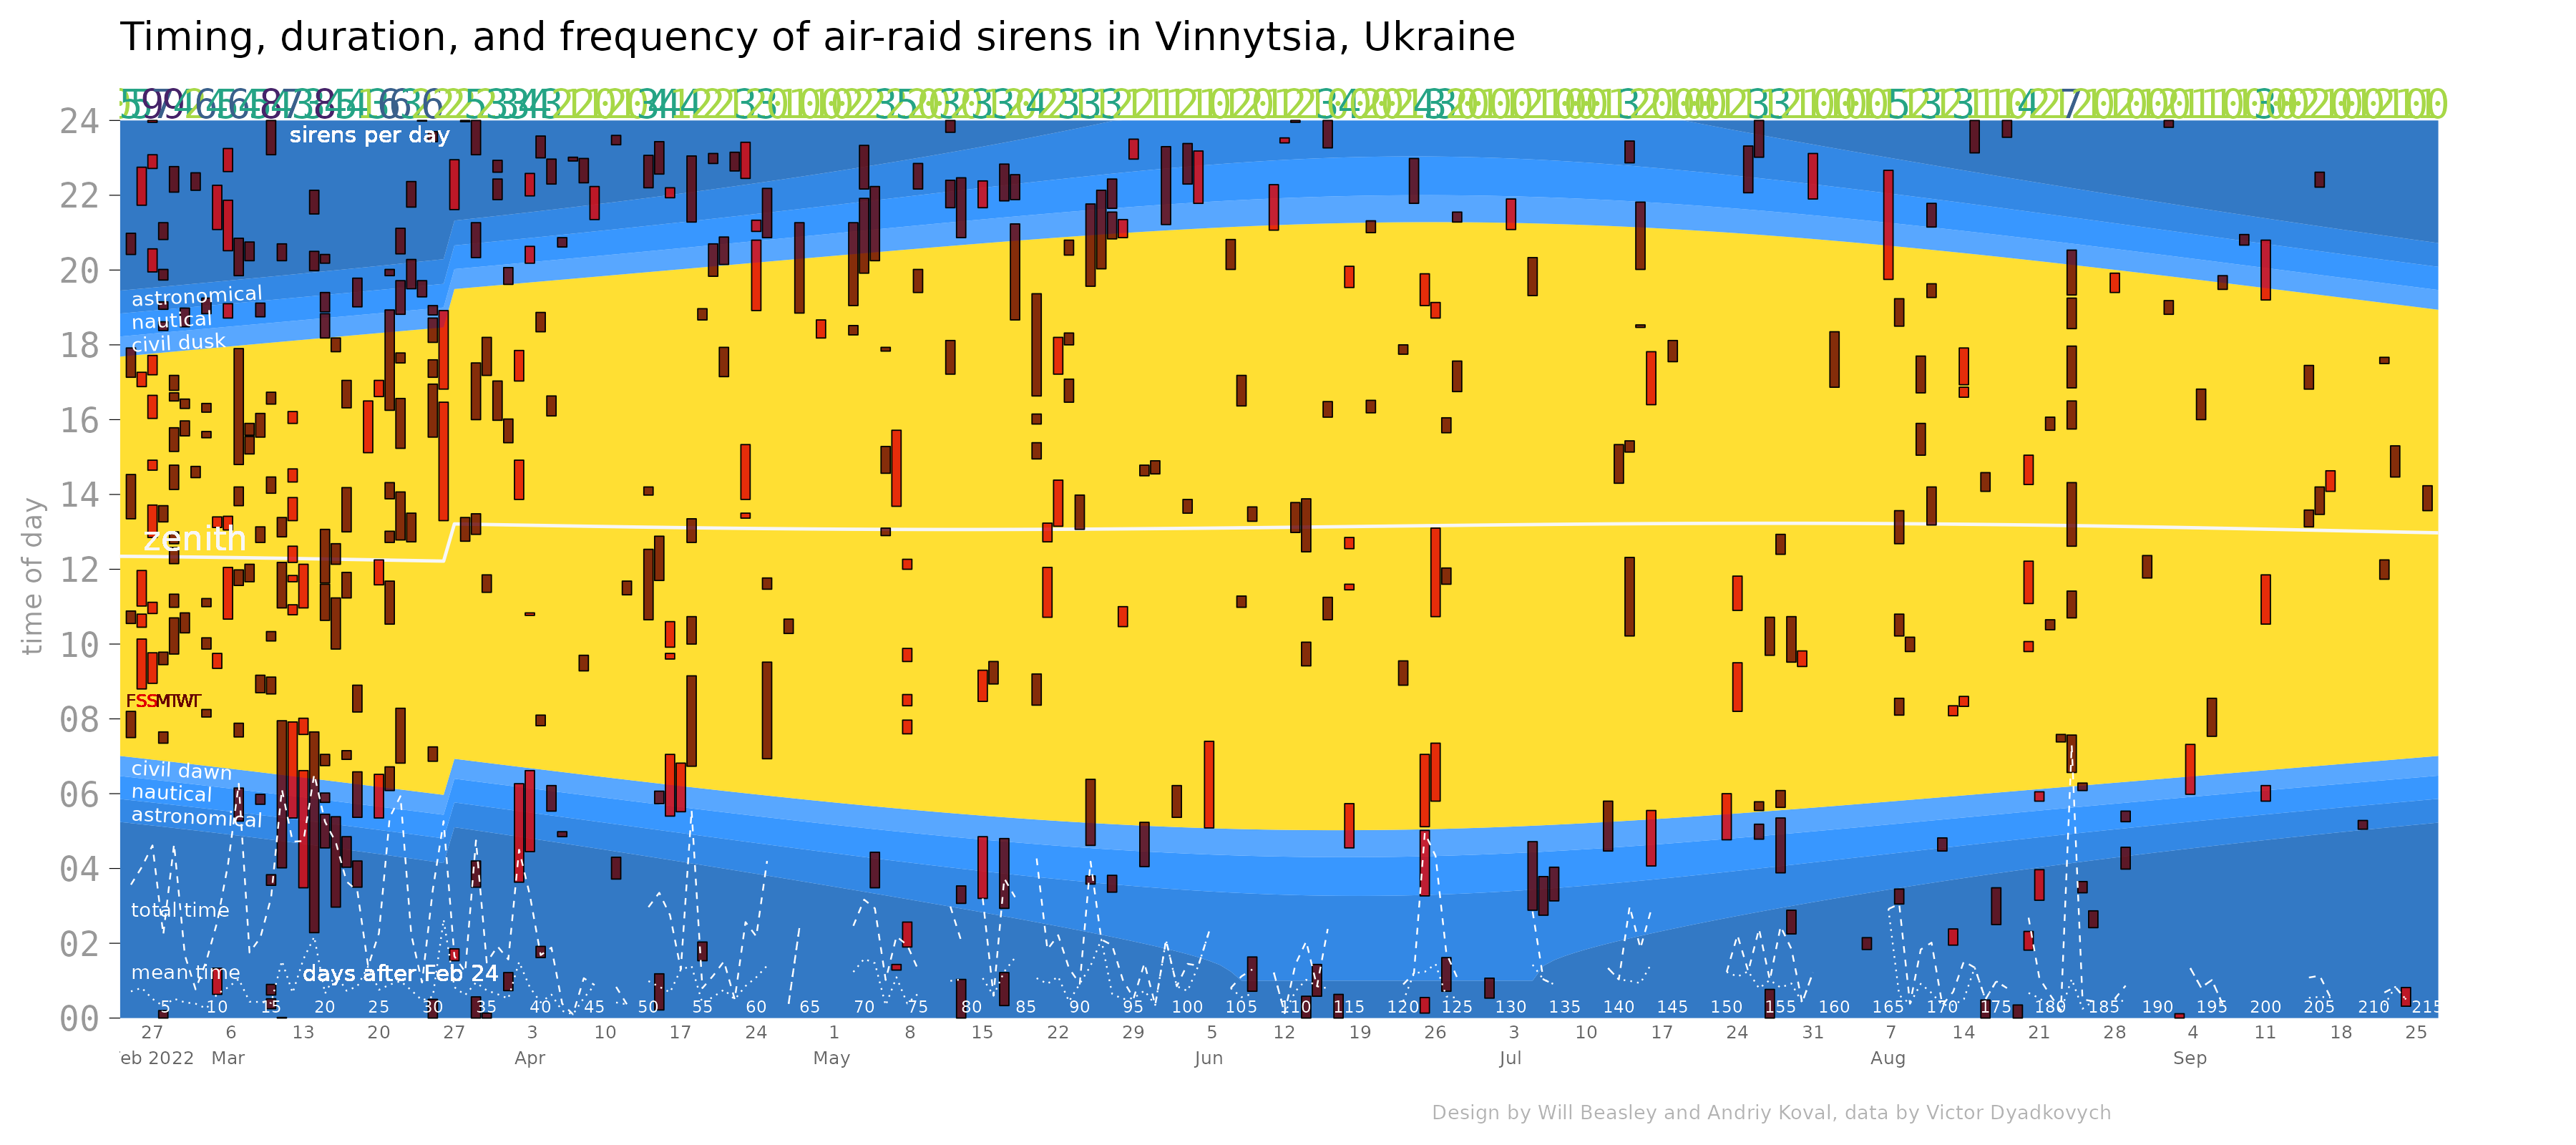 Timing, duration, and frequency of air-raid sirens in Vinnytsia, Ukraine
24
sirens per day
22
20
astronomical
nautical
18
civil dusk
16
14
time of day
zenith
12
10
FSSMTWT
08
civil dawn
06
nautical
astronomical
04
total time
02
mean time
days after Feb 24
5 10 15 20 25 30 35 40 45 50 55 60 65 70 75 80 85 90 95 100 105 110 115 120 125 130 135 140 145 150 155 160 165 170 175 180 185 190 195 200 205 210 215
00
27 6 13 20 27 3 10 17 24 1 8 15 22 29 5 12 19 26 3 10 17 24 31 7 14 21 28 4 11 18 25
eb 2022 Mar Apr May Jun Jul Aug Sep
Design by Will Beasley and Andriy Koval, data by Victor Dyadkovych